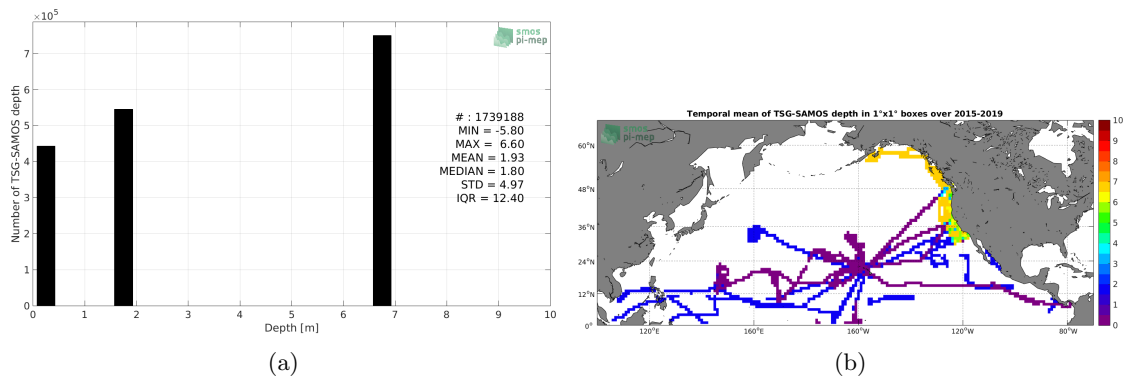 ×10⁵
smos
pi-mep
7
6
5
4
3
2
1
0
Number of TSG-SAMOS depth
# : 1739188
MIN = -5.80
MAX = 6.60
MEAN = 1.93
MEDIAN = 1.80
STD = 4.97
IQR = 12.40
0 1 2 3 4 5 6 7 8 9 10
Depth [m]
(a)
Temporal mean of TSG-SAMOS depth in 1°x1° boxes over 2015-2019
smos
pi-mep
60°N
48°N
36°N
24°N
12°N
0°
120°E 160°E 160°W 120°W 80°W
10
9
8
7
6
5
4
3
2
1
0
(b)